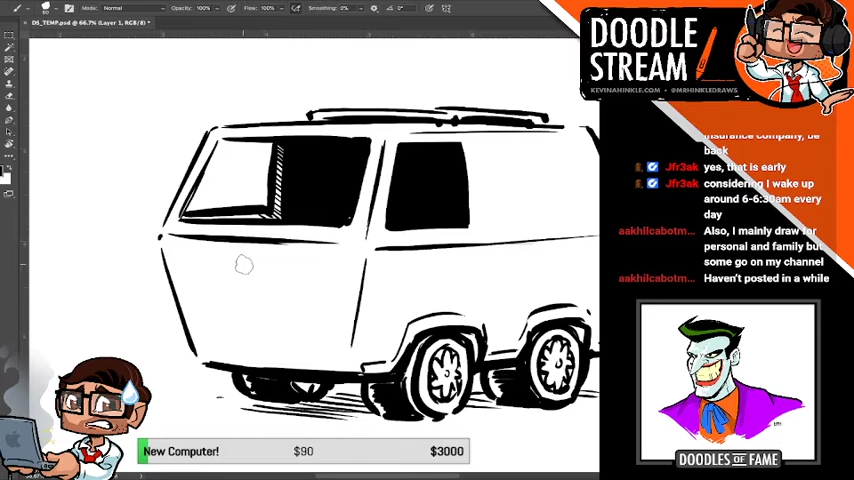 Mode: Normal Opacity: 100% Flow: 100% Smoothing: 0% 0°
DS_TEMP.psd @ 66.7% (Layer 1, RGB/8) *
DOODLE
STREAM
KEVINAHINKLE.COM • @MRHINKLEDRAWS
insurance company, be
back
Jfr3ak yes, that is early
Jfr3ak considering I wake up
around 6-6:30am every
day
aakhilcabotm... Also, I mainly draw for
personal and family but
some go on my channel
aakhilcabotm... Haven't posted in a while
DOODLES OF FAME
New Computer! $90 $3000